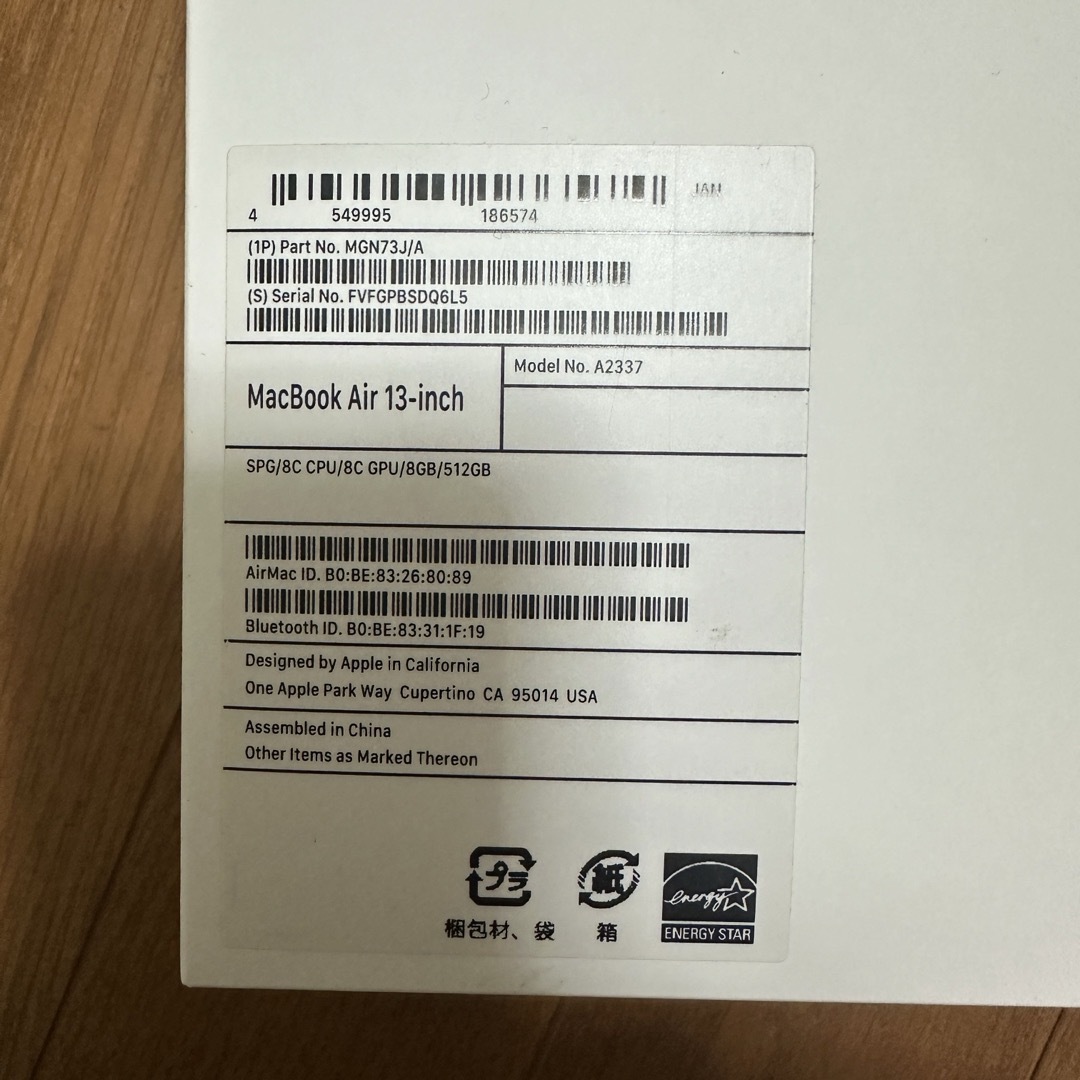 JAN
4 549995 186574
(1P) Part No. MGN73J/A
(S) Serial No. FVFGPBSDQ6L5
MacBook Air 13-inch
Model No. A2337
SPG/8C CPU/8C GPU/8GB/512GB
AirMac ID. B0:BE:83:26:80:89
Bluetooth ID. B0:BE:83:31:1F:19
Designed by Apple in California
One Apple Park Way Cupertino CA 95014 USA
Assembled in China
Other Items as Marked Thereon
プラ
梱包材、袋
紙
箱
energy
ENERGY STAR